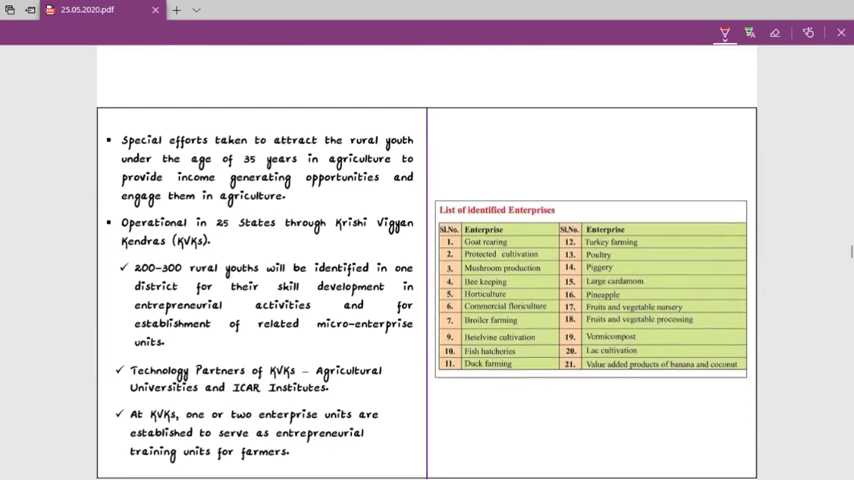 25.05.2020.pdf
▪ Special efforts taken to attract the rural youth
under the age of 35 years in agriculture to
provide income generating opportunities and
engage them in agriculture.
▪ Operational in 25 States through Krishi Vigyan
Kendras (KVKs).
✓ 200-300 rural youths will be identified in one
district for their skill development in
entrepreneurial activities and for
establishment of related micro-enterprise
units.
✓ Technology Partners of KVKs – Agricultural
Universities and ICAR Institutes.
✓ At KVKs, one or two enterprise units are
established to serve as entrepreneurial
training units for farmers.
List of identified Enterprises
Sl.No. Enterprise Sl.No. Enterprise
1. Goat rearing 12. Turkey farming
2. Protected cultivation 13. Poultry
3. Mushroom production 14. Piggery
4. Bee keeping 15. Large cardamom
5. Horticulture 16. Pineapple
6. Commercial floriculture 17. Fruits and vegetable nursery
7. Broiler farming 18. Fruits and vegetable processing
9. Betelvine cultivation 19. Vermicompost
10. Fish hatcheries 20. Lac cultivation
11. Duck farming 21. Value added products of banana and coconut